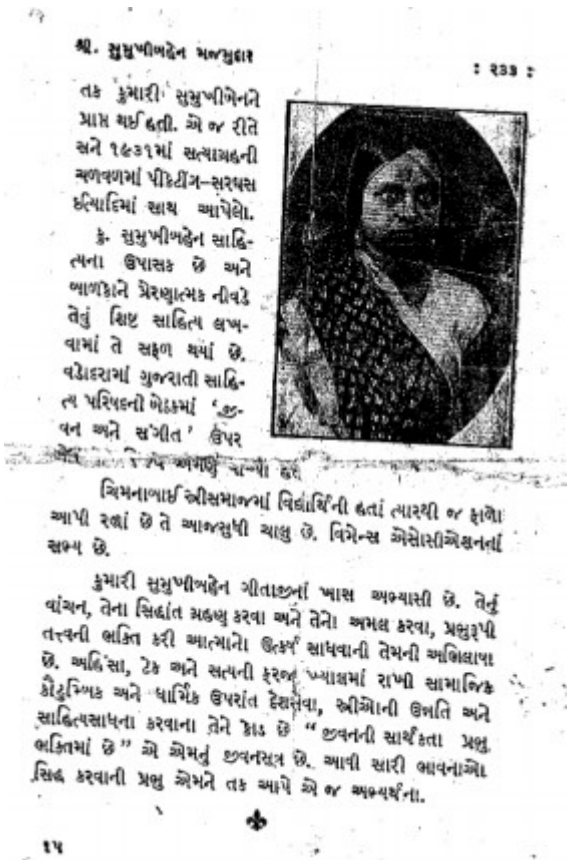 શ્રી. સુમુખીબહેન મજમુદાર
: ૨૩૩ :
તક કુમારી સુમુખીબેનને
પ્રાપ્ત થઈ હતી. એ જ રીતે
સને ૧૯૩૧માં સત્યાગ્રહની
ચળવળમાં પીકેટીંગ–સરઘસ
ઈત્યાદિમાં સાથ આપેલો.
કુ. સુમુખીબહેન સાહિ-
ત્યના ઉપાસક છે અને
બાળકોને પ્રેરણાત્મક નીવડે
તેવું શિષ્ટ સાહિત્ય લખ-
વામાં તે સફળ થયાં છે.
વડોદરામાં ગુજરાતી સાહિ-
ત્ય પરિષદની બેઠકમાં ‘જી-
વન અને સંગીત’ ઉપર
ચિમનાબાઈ સ્ત્રીસમાજમાં વિદ્યાર્થિની હતાં ત્યારથી જ ફાળો
આપી રહ્યાં છે તે આજસુધી ચાલુ છે. વિમેન્સ એસોસીએશનનાં
સભ્ય છે.
કુમારી સુમુખીબહેન ગીતાજીનાં ખાસ અભ્યાસી છે. તેનું
વાંચન, તેના સિદ્ધાંત ગ્રહણ કરવા અને તેનો અમલ કરવા, પ્રભુરૂપી
તત્ત્વની ભક્તિ કરી આત્માનો ઉત્કર્ષ સાધવાની તેમની અભિલાષા
છે. અહિંસા, ટેક અને સત્યની ફરજ ખ્યાલમાં રાખી સામાજિક
કૌટુમ્બિક અને ધાર્મિક ઉપરાંત દેશસેવા, સ્ત્રીઓની ઉન્નતિ અને
સાહિત્યસાધના કરવાના તેને કોડ છે “ જીવનની સાર્થકતા પ્રભુ
ભક્તિમાં છે” એ એમનું જીવનસૂત્ર છે. આવી સારી ભાવનાઓ
સિદ્ધ કરવાની પ્રભુ એમને તક આપે એ જ અભ્યર્થના.
૧૫